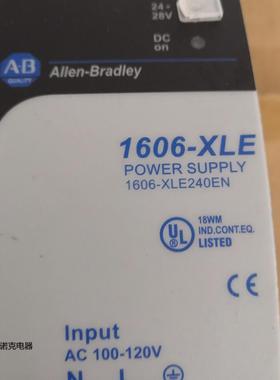 24 -
28V
DC
on
A-B
QUALITY
Allen-Bradley
1606-XLE
POWER SUPPLY
1606-XLE240EN
UL
18WM
IND.CONT.EQ.
LISTED
CE
诺克电器
Input
AC 100-120V
N
L